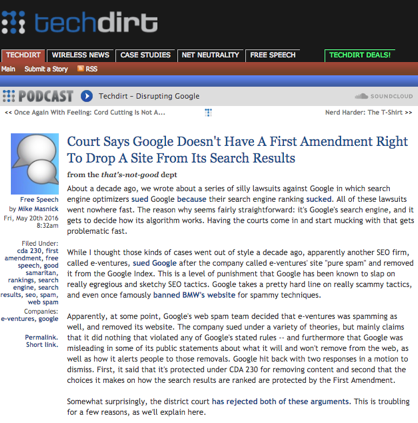 techdirt
TECHDIRT WIRELESS NEWS CASE STUDIES NET NEUTRALITY FREE SPEECH TECHDIRT DEALS!
Main Submit a Story RSS
PODCAST Techdirt - Disrupting Google SOUNDCLOUD
<< Once Again With Feeling: Cord Cutting Is Not A... Nerd Harder: The T-Shirt >>
Free Speech
by Mike Masnick
Fri, May 20th 2016
8:32am
Filed Under:
cda 230, first
amendment, free
speech, good
samaritan,
rankings, search
engine, search
results, seo, spam,
web spam
Companies:
e-ventures, google
Permalink.
Short link.
Court Says Google Doesn't Have A First Amendment Right
To Drop A Site From Its Search Results
from the that's-not-good dept
About a decade ago, we wrote about a series of silly lawsuits against Google in which search
engine optimizers sued Google because their search engine ranking sucked. All of these lawsuits
went nowhere fast. The reason why seems fairly straightforward: it's Google's search engine, and it
gets to decide how its algorithm works. Having the courts come in and start mucking with that gets
problematic fast.
While I thought those kinds of cases went out of style a decade ago, apparently another SEO firm,
called e-ventures, sued Google after the company called e-ventures' site "pure spam" and removed
it from the Google Index. This is a level of punishment that Google has been known to slap on
really egregious and sketchy SEO tactics. Google takes a pretty hard line on really scammy tactics,
and even once famously banned BMW's website for spammy techniques.
Apparently, at some point, Google's web spam team decided that e-ventures was spamming as
well, and removed its website. The company sued under a variety of theories, but mainly claims
that it did nothing that violated any of Google's stated rules -- and furthermore that Google was
misleading in some of its public statements about what it will and won't remove from the web, as
well as how it alerts people to those removals. Google hit back with two responses in a motion to
dismiss. First, it said that it's protected under CDA 230 for removing content and second that the
choices it makes on how the search results are ranked are protected by the First Amendment.
Somewhat surprisingly, the district court has rejected both of these arguments. This is troubling
for a few reasons, as we'll explain here.